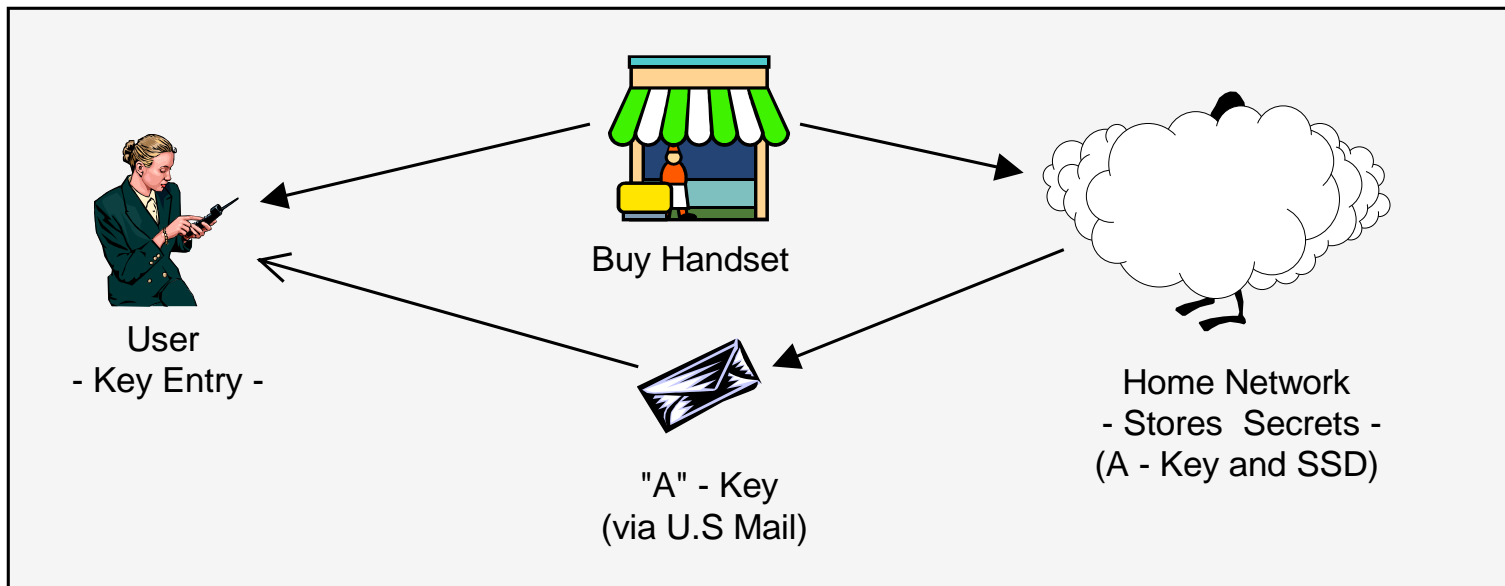 Buy Handset
User
- Key Entry -
"A" - Key
(via U.S Mail)
Home Network
- Stores  Secrets -
(A - Key and SSD)